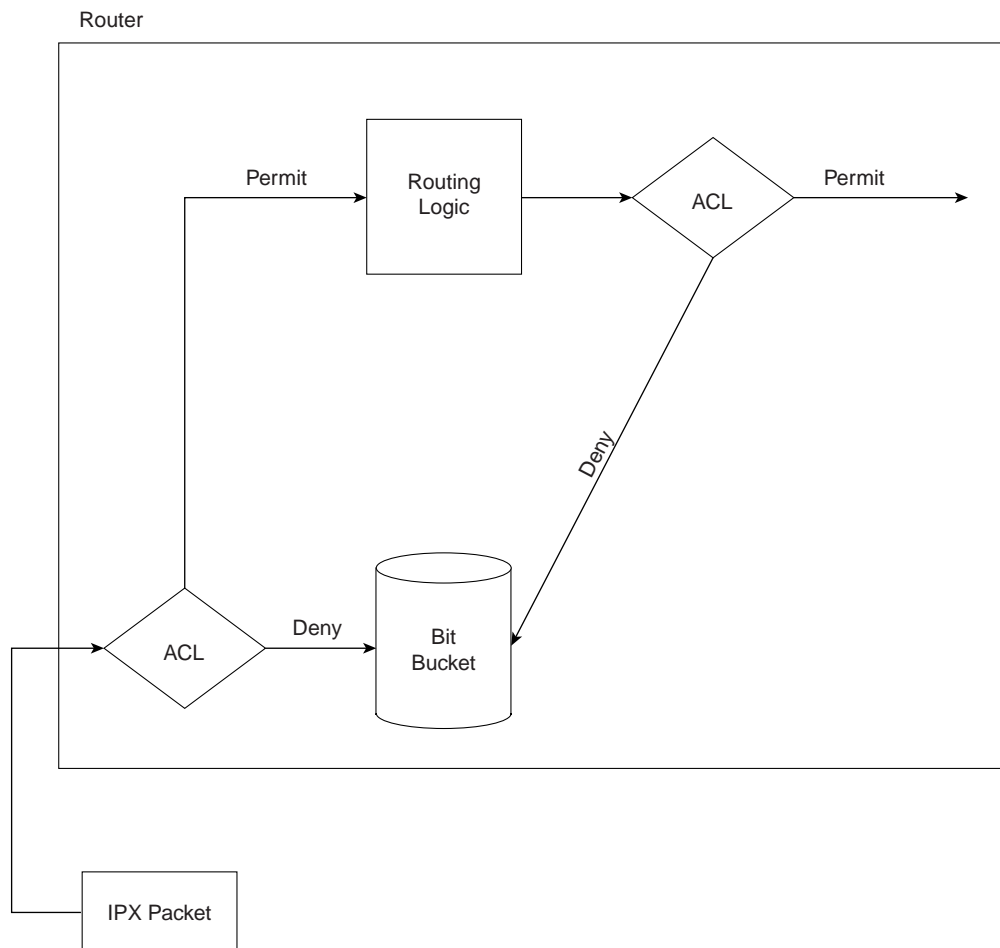 Router
Permit
Routing
Logic
ACL
Permit
Deny
ACL
Deny
Bit
Bucket
IPX Packet